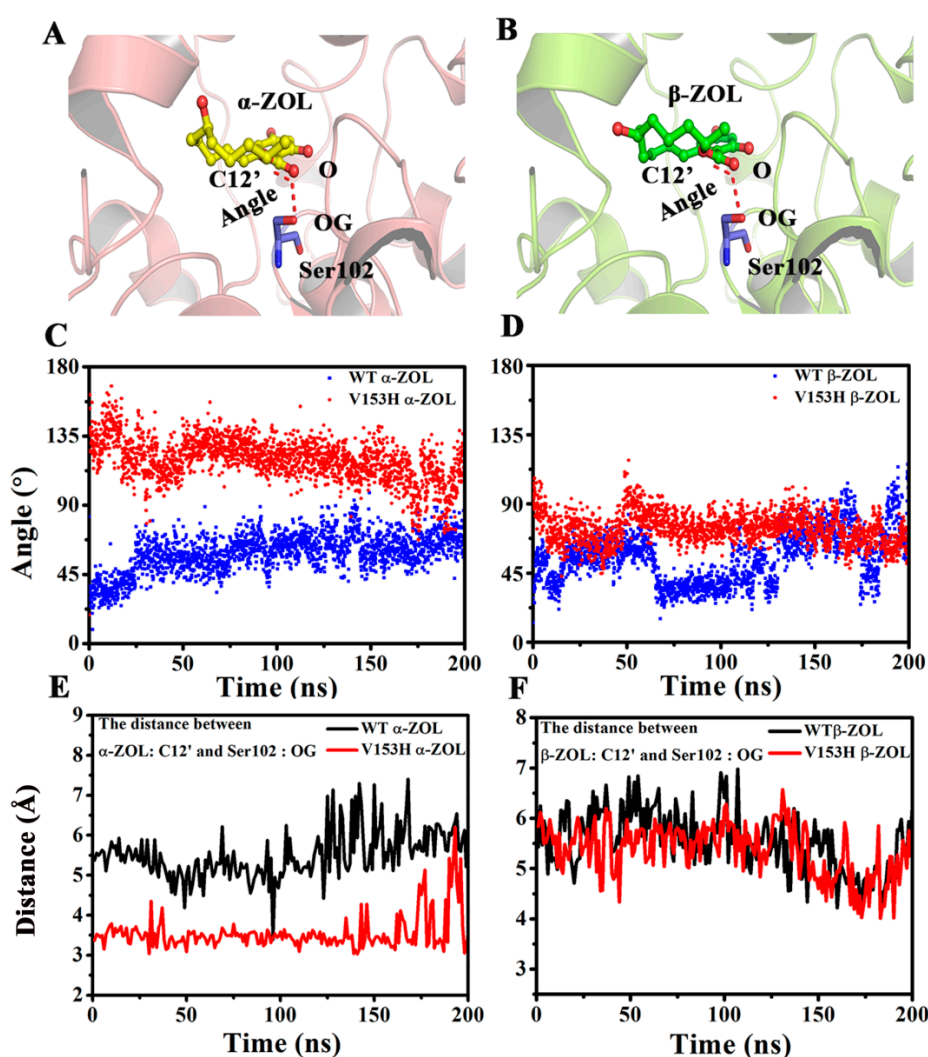 A
α-ZOL
C12'
O
Angle
OG
Ser102
B
β-ZOL
C12'
O
Angle
OG
Ser102
C
180
135
90
45
0
Angle (°)
WT α-ZOL
V153H α-ZOL
0 50 100 150 200
Time (ns)
D
180
135
90
45
0
WT β-ZOL
V153H β-ZOL
0 50 100 150 200
Time (ns)
E
9
8
7
6
5
4
3
2
Distance (Å)
The distance between
α-ZOL: C12' and Ser102 : OG
WT α-ZOL
V153H α-ZOL
0 50 100 150 200
Time (ns)
F
8
7
6
5
4
3
The distance between
β-ZOL: C12' and Ser102 : OG
WTβ-ZOL
V153H β-ZOL
0 50 100 150 200
Time (ns)